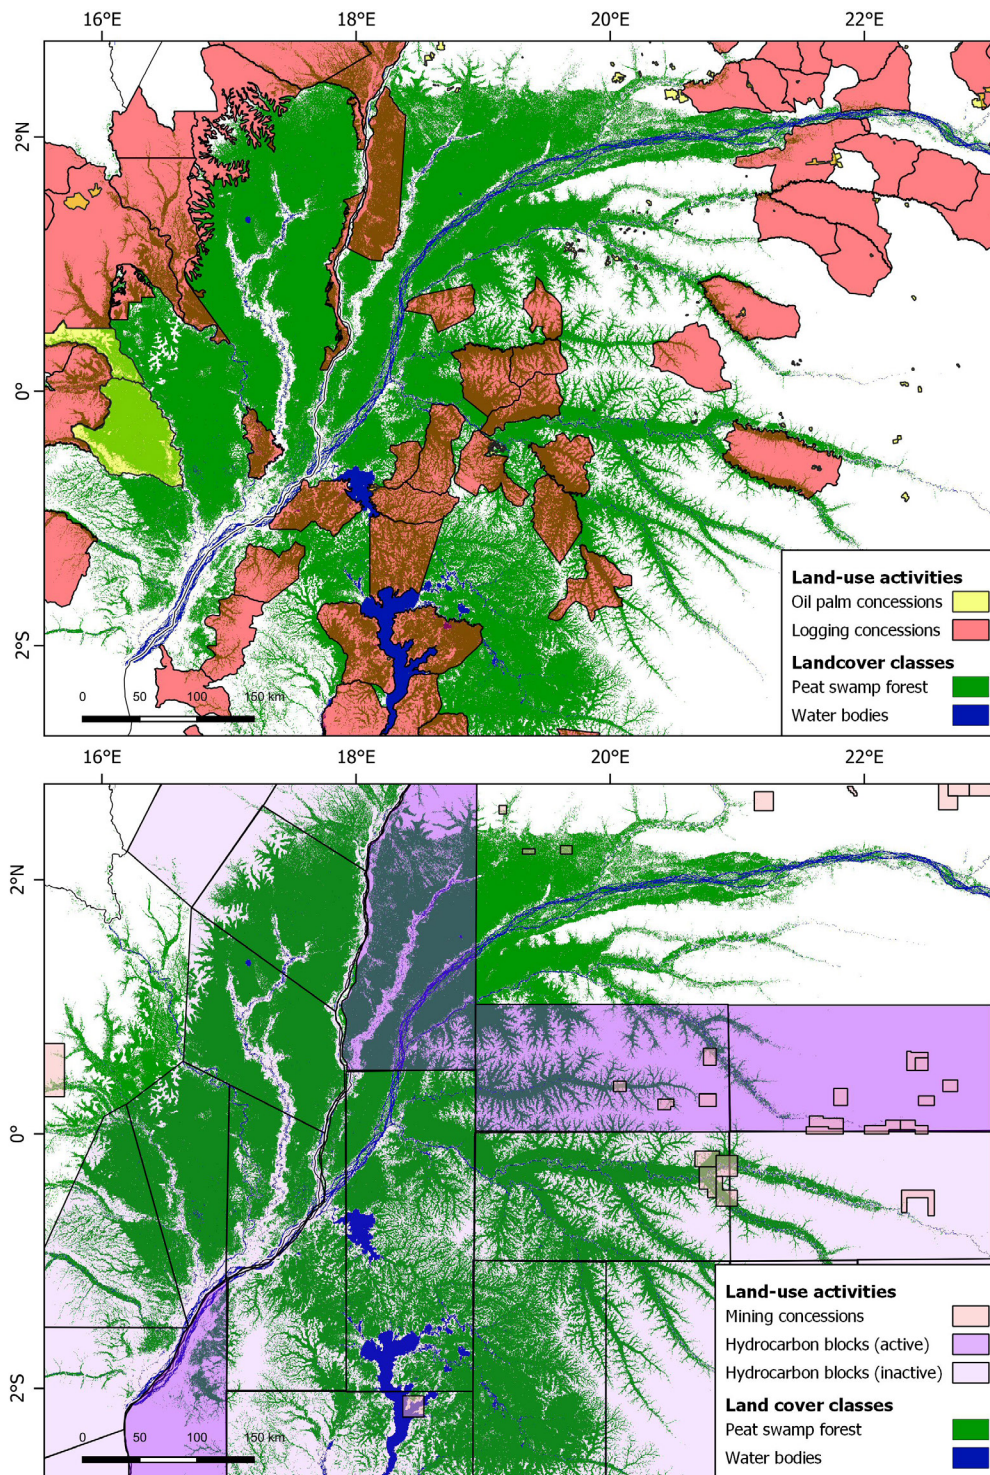 16°E 18°E 20°E 22°E
2°N
0°
2°S
Land-use activities
Oil palm concessions
Logging concessions
Landcover classes
Peat swamp forest
Water bodies
0 50 100 150 km
16°E 18°E 20°E 22°E
2°N
0°
2°S
Land-use activities
Mining concessions
Hydrocarbon blocks (active)
Hydrocarbon blocks (inactive)
Land cover classes
Peat swamp forest
Water bodies
0 50 100 150 km